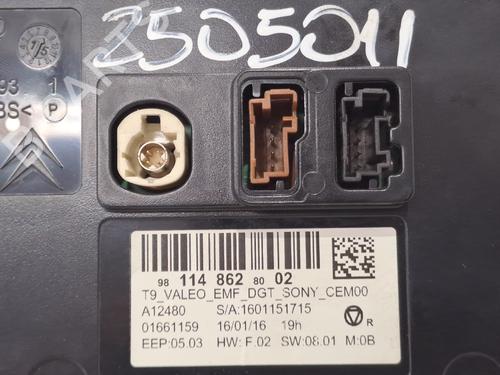 2505011
93 1
BS< P
98 114 862 80 02
T9_VALEO_EMF_DGT_SONY_CEM00
A12480 S/A:1601151715
01661159 16/01/16 19h
EEP:05.03 HW: F.02 SW:08.01 M:0B
R